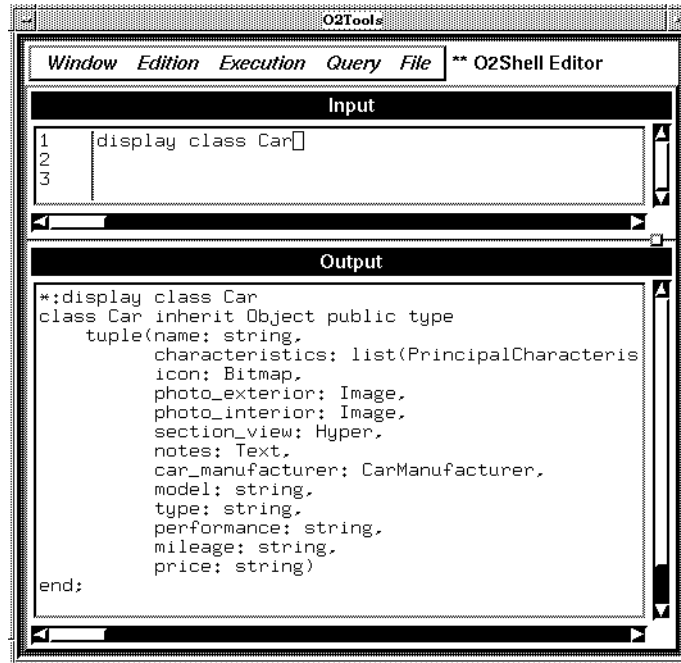 O2Tools
Window Edition Execution Query File ** O2Shell Editor
Input
1 display class Car
2
3
Output
*:display class Car
class Car inherit Object public type
tuple(name: string,
characteristics: list(PrincipalCharacteris
icon: Bitmap,
photo_exterior: Image,
photo_interior: Image,
section_view: Hyper,
notes: Text,
car_manufacturer: CarManufacturer,
model: string,
type: string,
performance: string,
mileage: string,
price: string)
end;